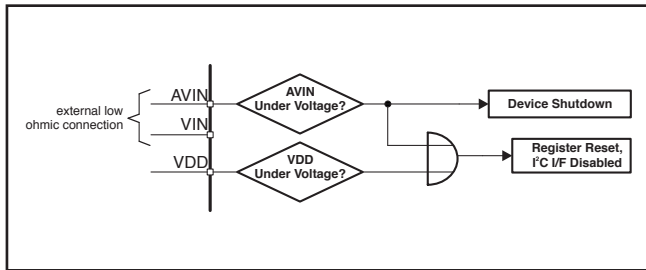 external low
ohmic connection
AVIN
VIN
VDD
AVIN
Under Voltage?
VDD
Under Voltage?
Device Shutdown
Register Reset,
I²C I/F Disabled